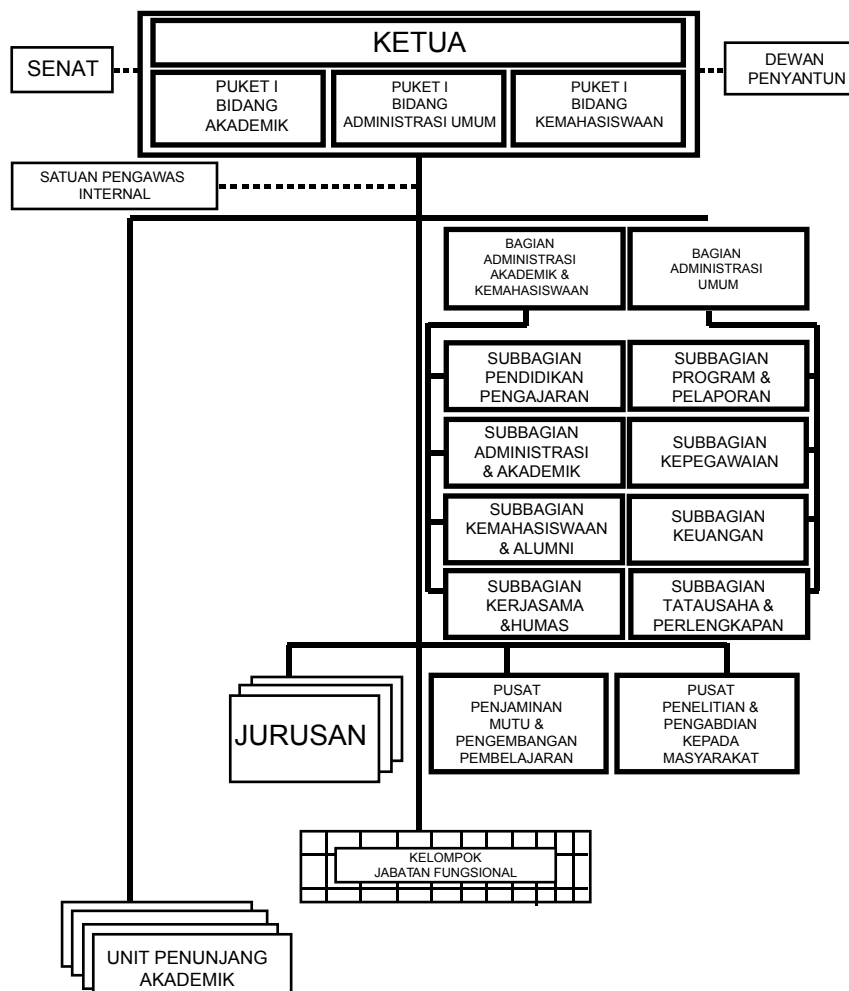 KETUA
SENAT
DEWAN
PENYANTUN
PUKET I
BIDANG
AKADEMIK
PUKET I
BIDANG
ADMINISTRASI UMUM
PUKET I
BIDANG
KEMAHASISWAAN
SATUAN PENGAWAS
INTERNAL
BAGIAN
ADMINISTRASI
AKADEMIK &
KEMAHASISWAAN
BAGIAN
ADMINISTRASI
UMUM
SUBBAGIAN
PENDIDIKAN
PENGAJARAN
SUBBAGIAN
PROGRAM &
PELAPORAN
SUBBAGIAN
ADMINISTRASI
& AKADEMIK
SUBBAGIAN
KEPEGAWAIAN
SUBBAGIAN
KEMAHASISWAAN
& ALUMNI
SUBBAGIAN
KEUANGAN
SUBBAGIAN
KERJASAMA
&HUMAS
SUBBAGIAN
TATAUSAHA &
PERLENGKAPAN
JURUSAN
PUSAT
PENJAMINAN
MUTU &
PENGEMBANGAN
PEMBELAJARAN
PUSAT
PENELITIAN &
PENGABDIAN
KEPADA
MASYARAKAT
KELOMPOK
JABATAN FUNGSIONAL
UNIT PENUNJANG
AKADEMIK